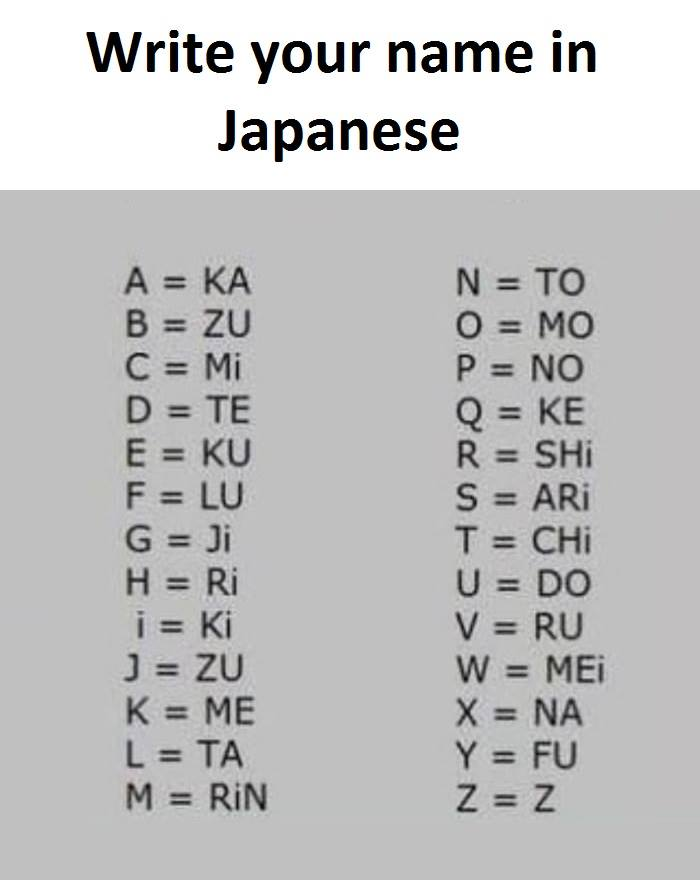 Write your name in
Japanese
A = KA
B = ZU
C = Mi
D = TE
E = KU
F = LU
G = Ji
H = Ri
i = Ki
J = ZU
K = ME
L = TA
M = RiN
N = TO
O = MO
P = NO
Q = KE
R = SHi
S = ARi
T = CHi
U = DO
V = RU
W = MEi
X = NA
Y = FU
Z = Z